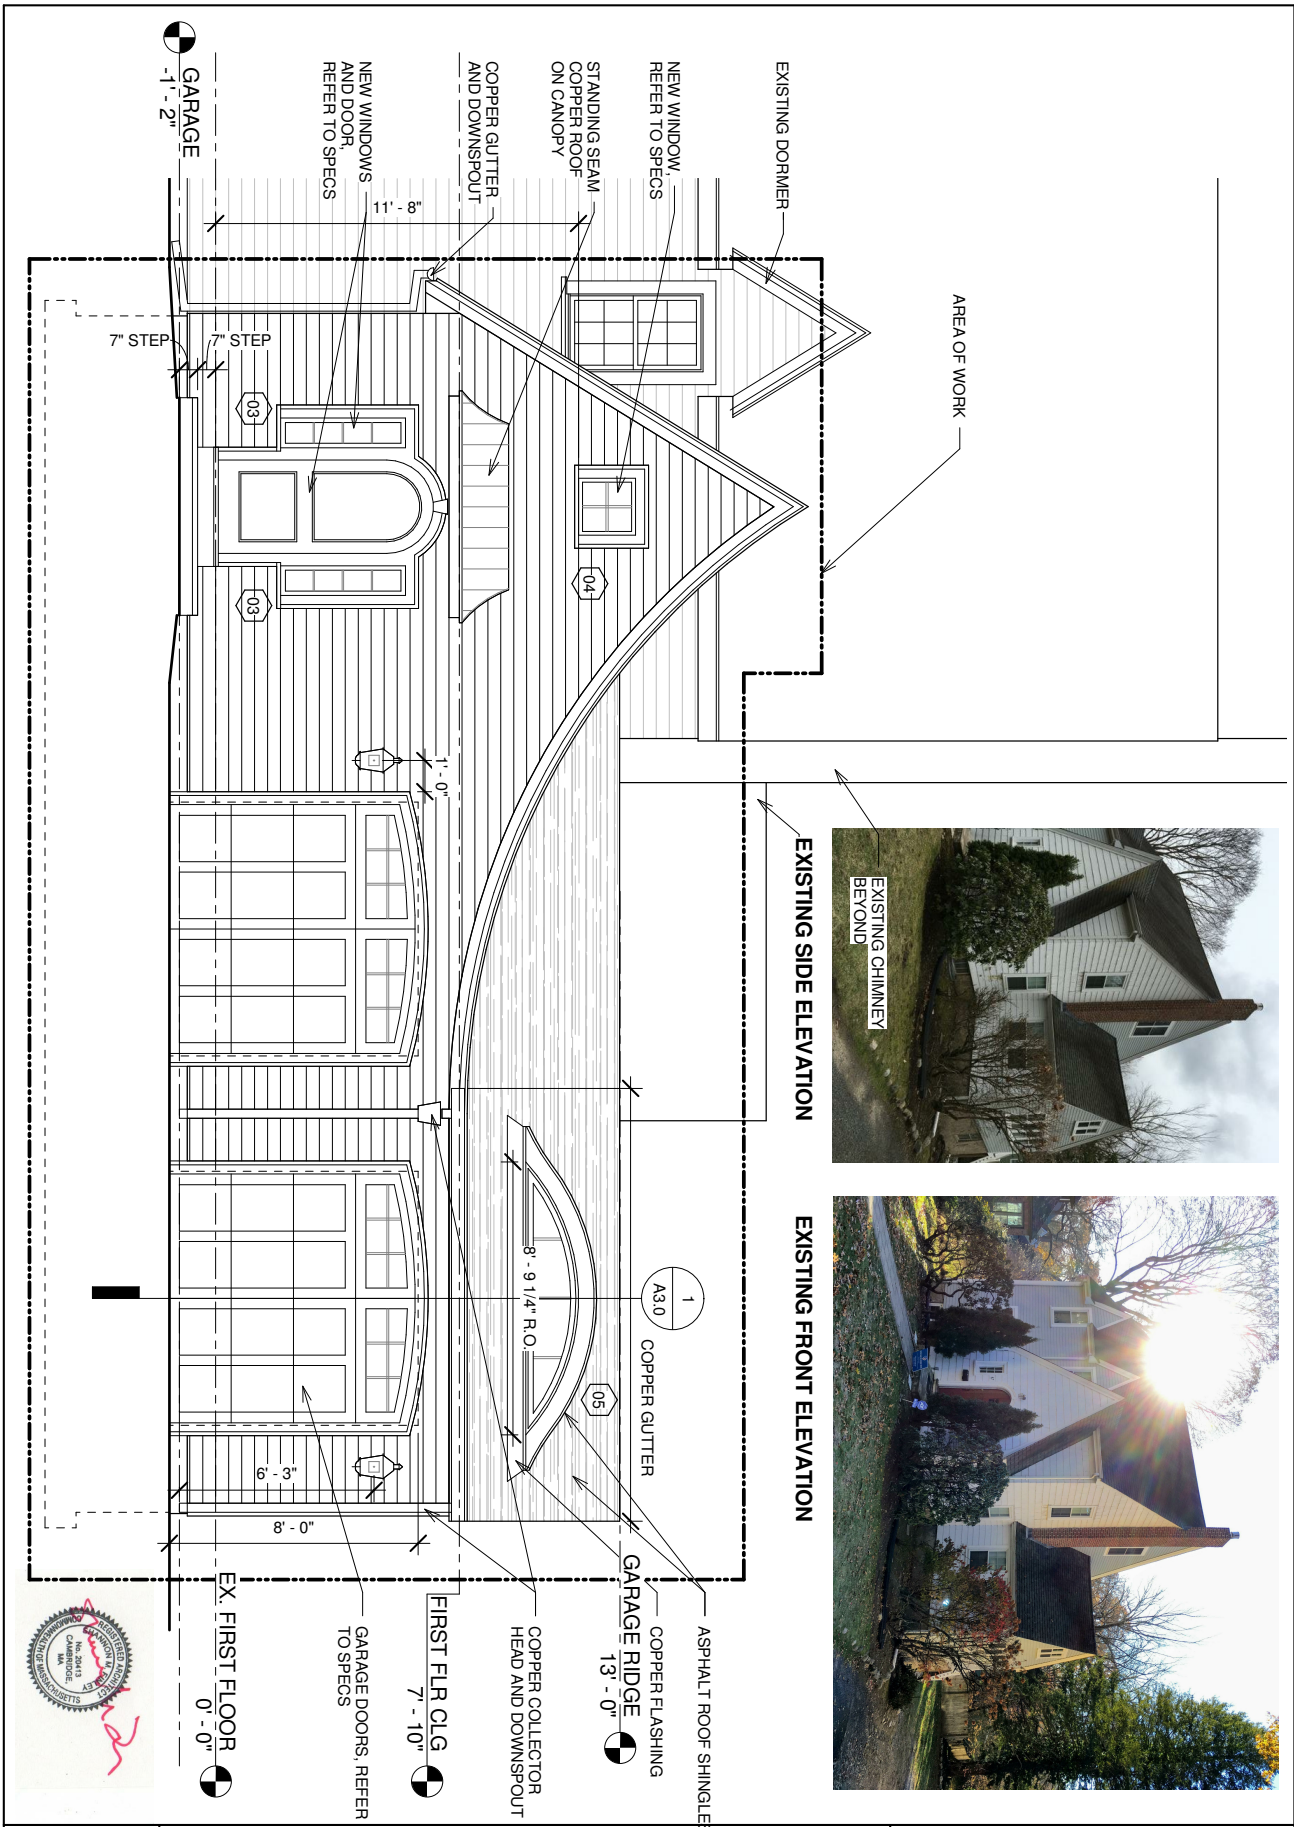 EXISTING DORMER
AREA OF WORK
NEW WINDOW,
REFER TO SPECS
STANDING SEAM
COPPER ROOF
ON CANOPY
COPPER GUTTER
AND DOWNSPOUT
NEW WINDOWS
AND DOOR,
REFER TO SPECS
GARAGE
-1' - 2"
11' - 8"
7" STEP
7" STEP
03
03
04
1' - 0"
EXISTING CHIMNEY
BEYOND
EXISTING SIDE ELEVATION
EXISTING FRONT ELEVATION
1
A3.0
COPPER GUTTER
05
8' - 9 1/4" R.O.
6' - 3"
8' - 0"
ASPHALT ROOF SHINGLE
COPPER FLASHING
GARAGE RIDGE
13' - 0"
COPPER COLLECTOR
HEAD AND DOWNSPOUT
FIRST FLR CLG
7' - 10"
GARAGE DOORS, REFER
TO SPECS
EX. FIRST FLOOR
0' - 0"
REGISTERED ARCHITECT
No. 20413
CAMBRIDGE,
MA
COMMONWEALTH OF MASSACHUSETTS